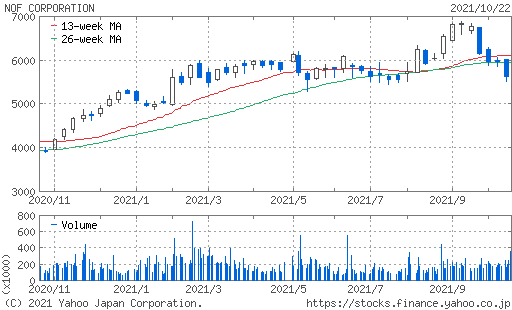 NOF CORPORATION 2021/10/22
7000
13-week MA
26-week MA
6000
5000
4000
3000
2020/11 2021/1 2021/3 2021/5 2021/7 2021/9
800
Volume
600
400
200
0
(x1000)
2020/11 2021/1 2021/3 2021/5 2021/7 2021/9
(C) 2021 Yahoo Japan Corporation. https://stocks.finance.yahoo.co.jp/